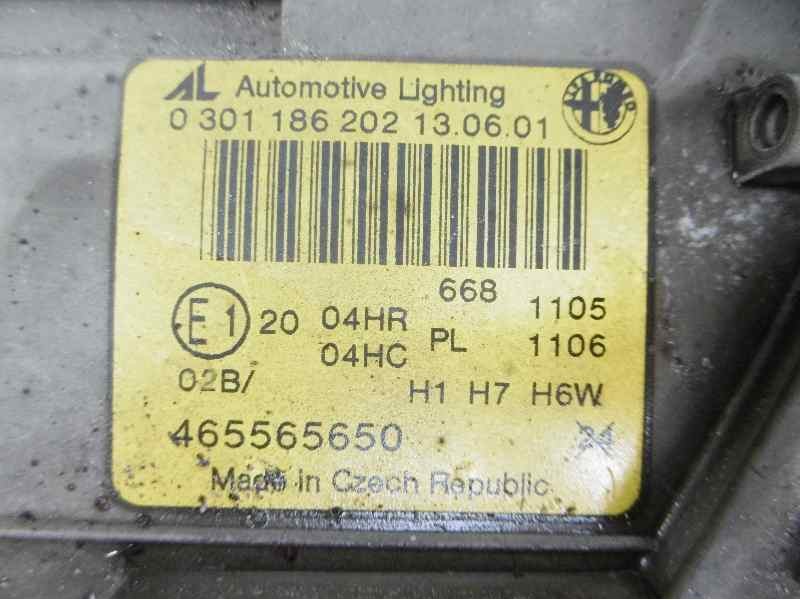 AL Automotive Lighting
0 301 186 202 13.06.01
668
E1 20 04HR PL 1105
04HC 1106
02B/ H1 H7 H6W
465565650 24
Made in Czech Republic